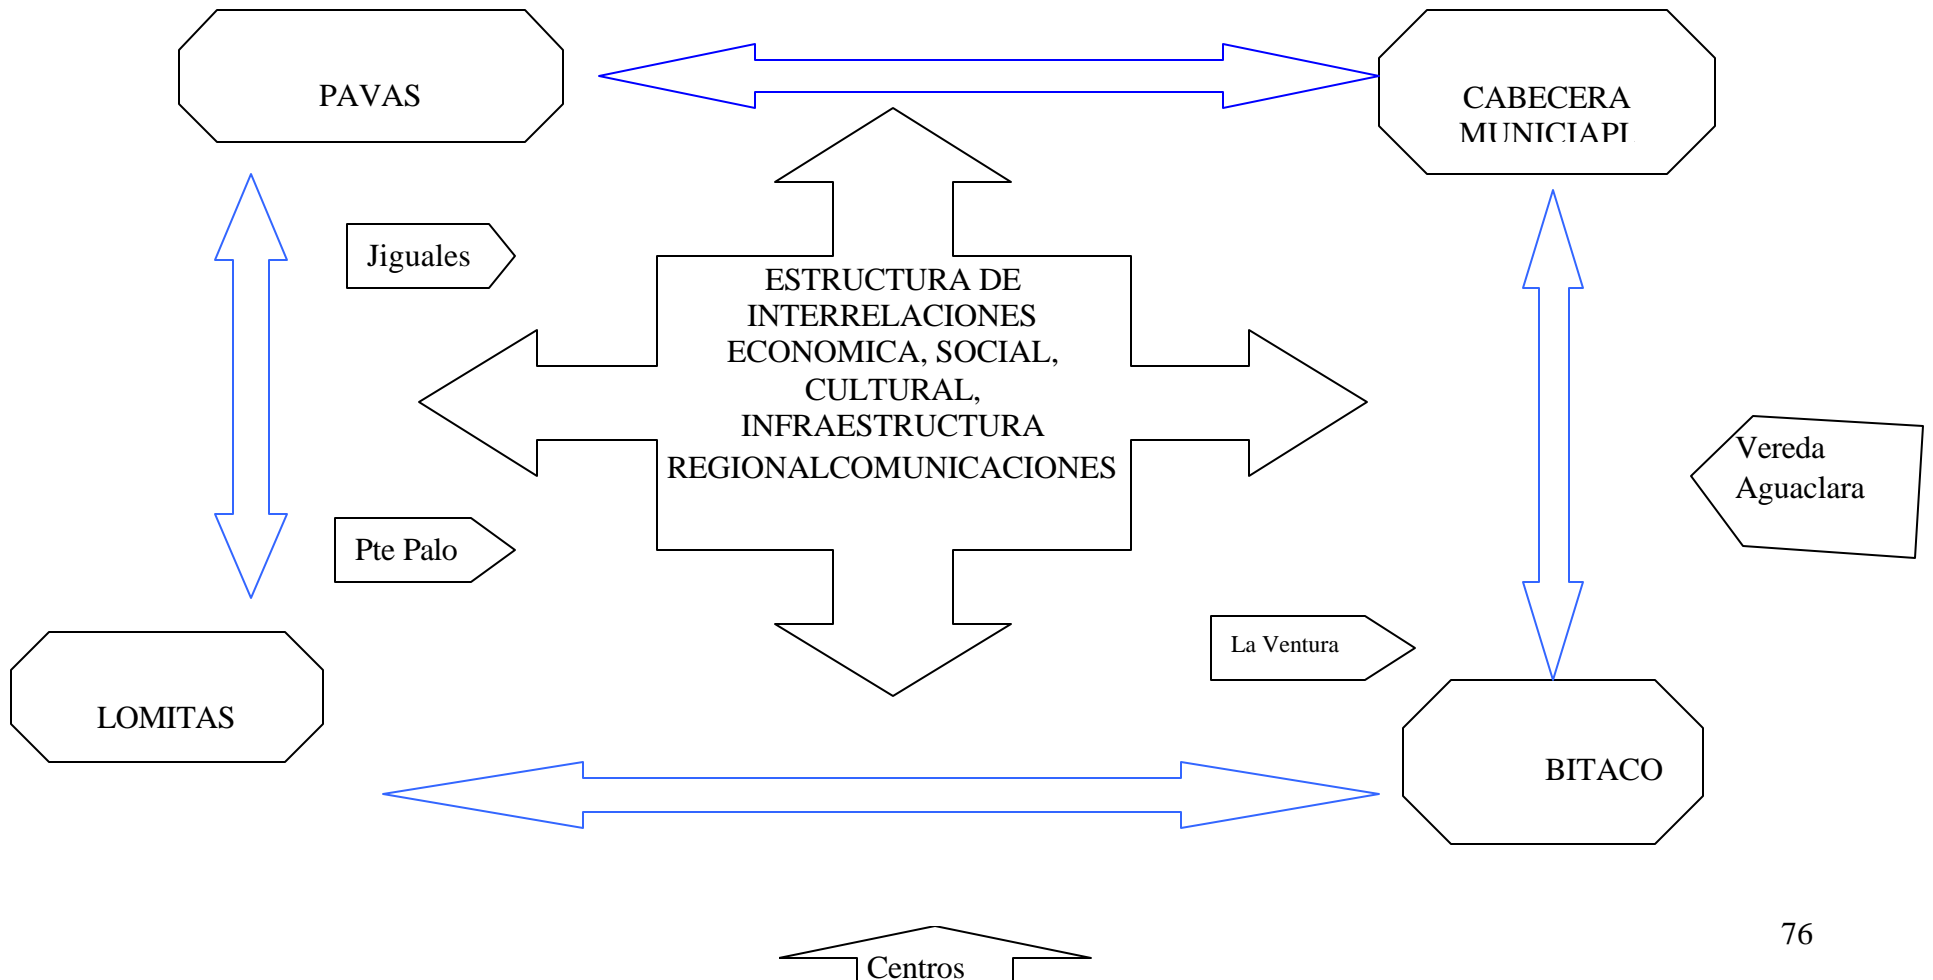 PAVAS
CABECERA
MUNICIAPL
Jiguales
ESTRUCTURA DE
INTERRELACIONES
ECONOMICA, SOCIAL,
CULTURAL,
INFRAESTRUCTURA
REGIONALCOMUNICACIONES
Vereda
Aguaclara
Pte Palo
La Ventura
LOMITAS
BITACO
76
Centros